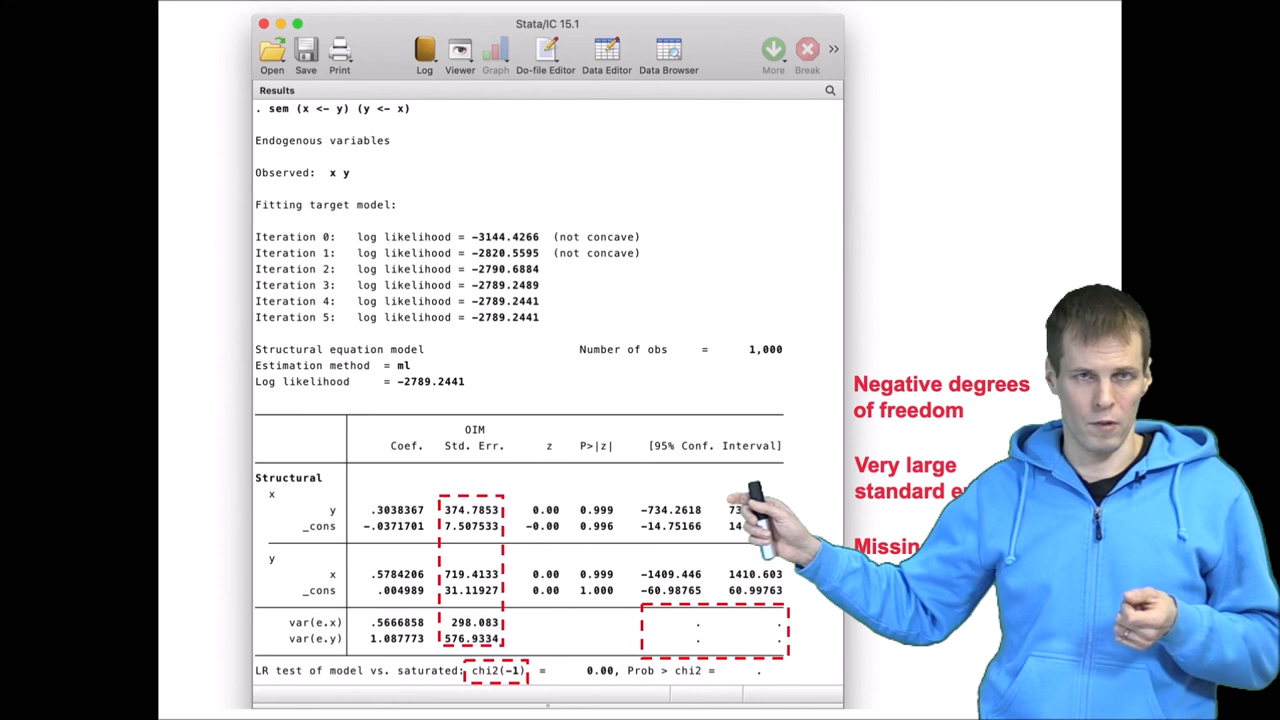 Stata/IC 15.1
Open Save Print Log Viewer Graph Do-file Editor Data Editor Data Browser More Break
Results
. sem (x <- y) (y <- x)
Endogenous variables
Observed: x y
Fitting target model:
Iteration 0: log likelihood = -3144.4266 (not concave)
Iteration 1: log likelihood = -2820.5595 (not concave)
Iteration 2: log likelihood = -2790.6884
Iteration 3: log likelihood = -2789.2489
Iteration 4: log likelihood = -2789.2441
Iteration 5: log likelihood = -2789.2441
Structural equation model Number of obs = 1,000
Estimation method = ml
Log likelihood = -2789.2441
OIM
Coef. Std. Err. z P>|z| [95% Conf. Interval]
Structural
x
y .3038367 374.7853 0.00 0.999 -734.2618
_cons -.0371701 7.507533 -0.00 0.996 -14.75166
y
x .5784206 719.4133 0.00 0.999 -1409.446 1410.603
_cons .004989 31.11927 0.00 1.000 -60.98765 60.99763
var(e.x) .5666858 298.083 . .
var(e.y) 1.087773 576.9334 . .
LR test of model vs. saturated: chi2(-1) = 0.00, Prob > chi2 = .
Negative degrees
of freedom
Very large
standard